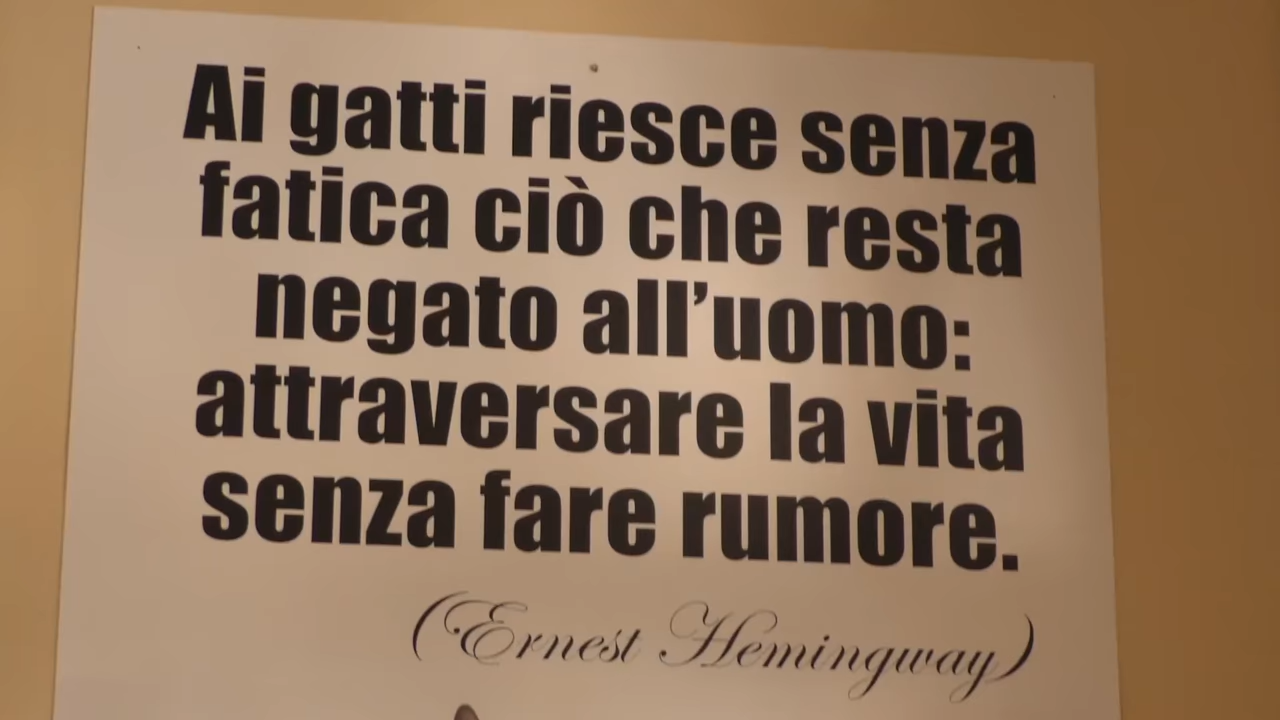 Ai gatti riesce senza
fatica ciò che resta
negato all’uomo:
attraversare la vita
senza fare rumore.
(Ernest Hemingway)